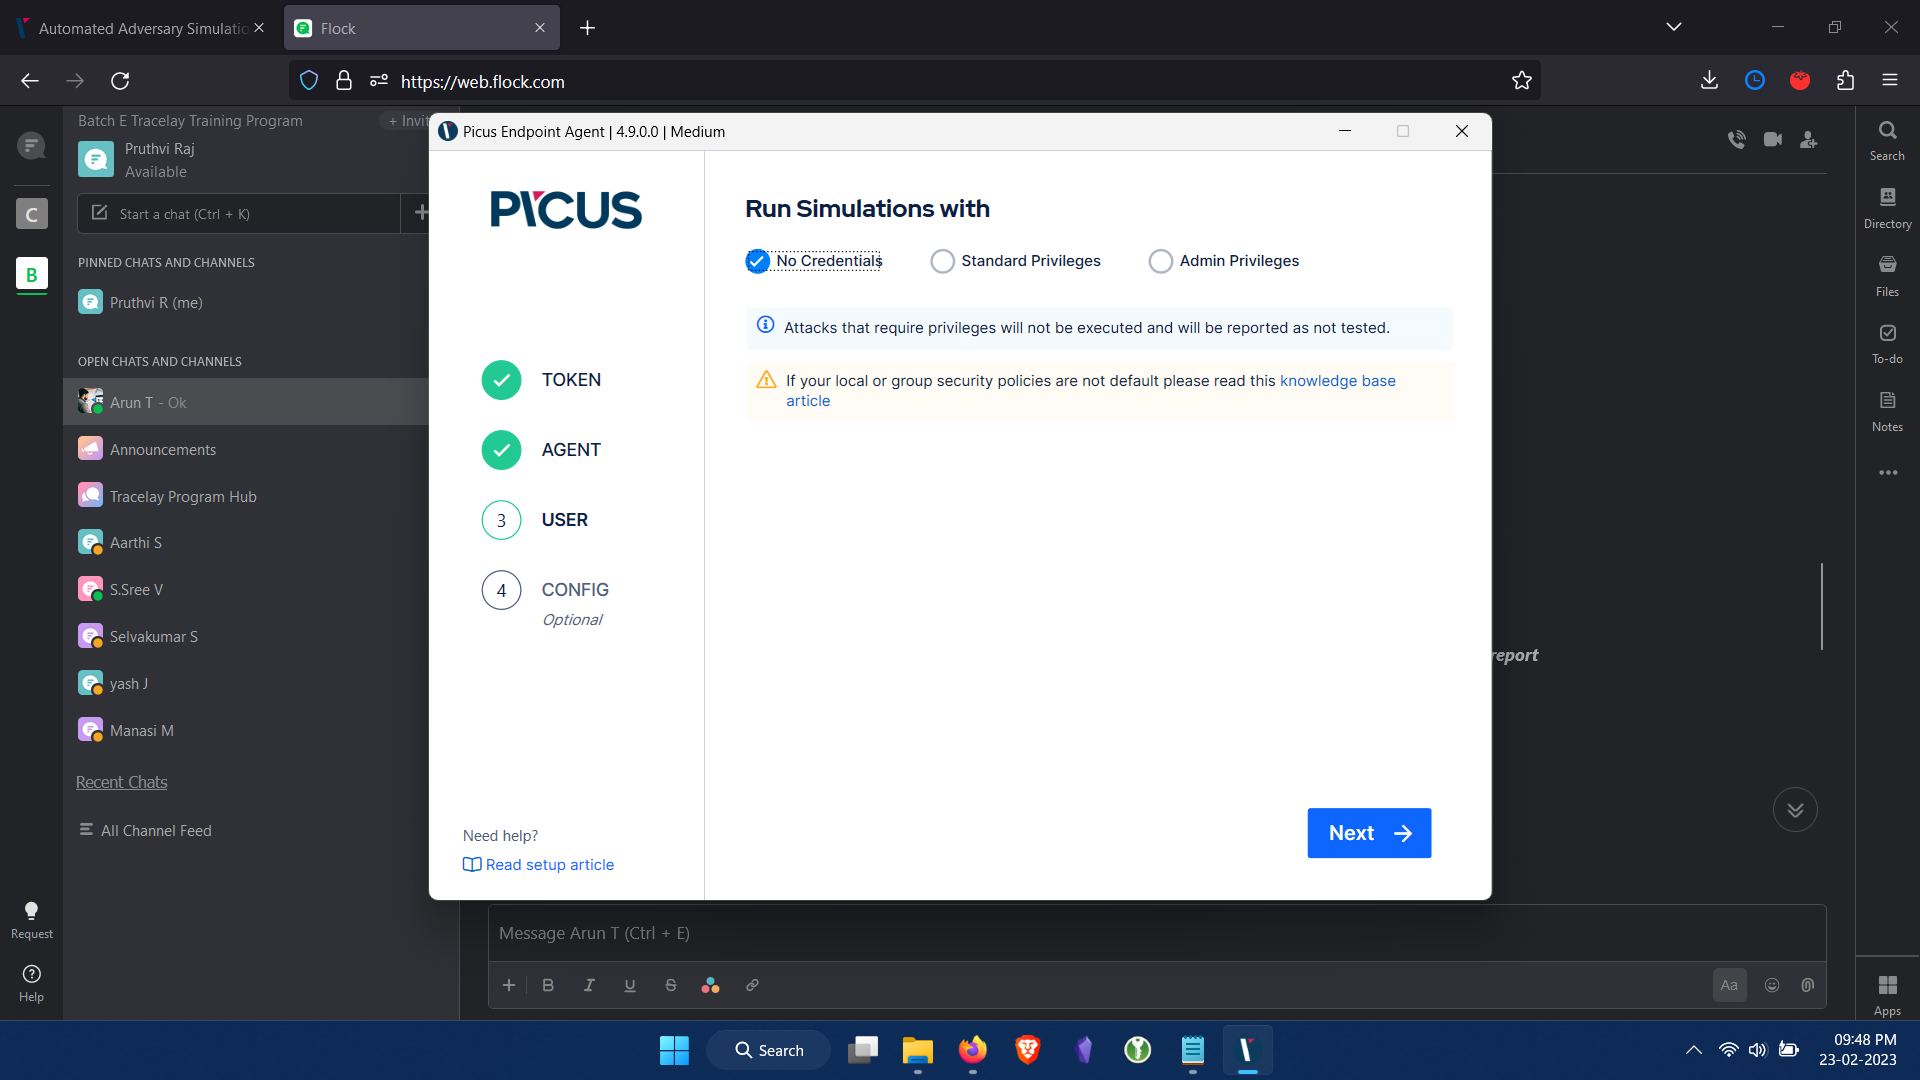 Automated Adversary Simulatio
Flock
https://web.flock.com
Batch E Tracelay Training Program
+ Invit
Pruthvi Raj
Available
Start a chat (Ctrl + K)
PINNED CHATS AND CHANNELS
Pruthvi R (me)
OPEN CHATS AND CHANNELS
Arun T - Ok
Announcements
Tracelay Program Hub
Aarthi S
S.Sree V
Selvakumar S
yash J
Manasi M
Recent Chats
All Channel Feed
C
B
Request
Help
Picus Endpoint Agent | 4.9.0.0 | Medium
PICUS
TOKEN
AGENT
3 USER
4 CONFIG
Optional
Need help?
Read setup article
Run Simulations with
No Credentials
Standard Privileges
Admin Privileges
Attacks that require privileges will not be executed and will be reported as not tested.
If your local or group security policies are not default please read this knowledge base
article
Next
report
Message Arun T (Ctrl + E)
B I U S
Aa
Search
Directory
Files
To-do
Notes
Apps
Search
09:48 PM
23-02-2023